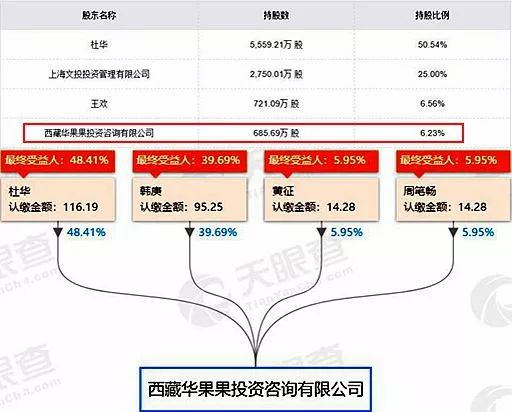 股东名称 持股数 持股比例
杜华 5,559.21万 股 50.54%
上海文投投资管理有限公司 2,750.01万 股 25.00%
王欢 721.09万 股 6.56%
西藏华果果投资咨询有限公司 685.69万 股 6.23%
最终受益人：48.41% 最终受益人：39.69% 最终受益人：5.95% 最终受益人：5.95%
杜华 韩庚 黄征 周笔畅
认缴金额：116.19 认缴金额：95.25 认缴金额：14.28 认缴金额：14.28
48.41% 39.69% 5.95% 5.95%
天眼查
TianYanCha.com
西藏华果果投资咨询有限公司